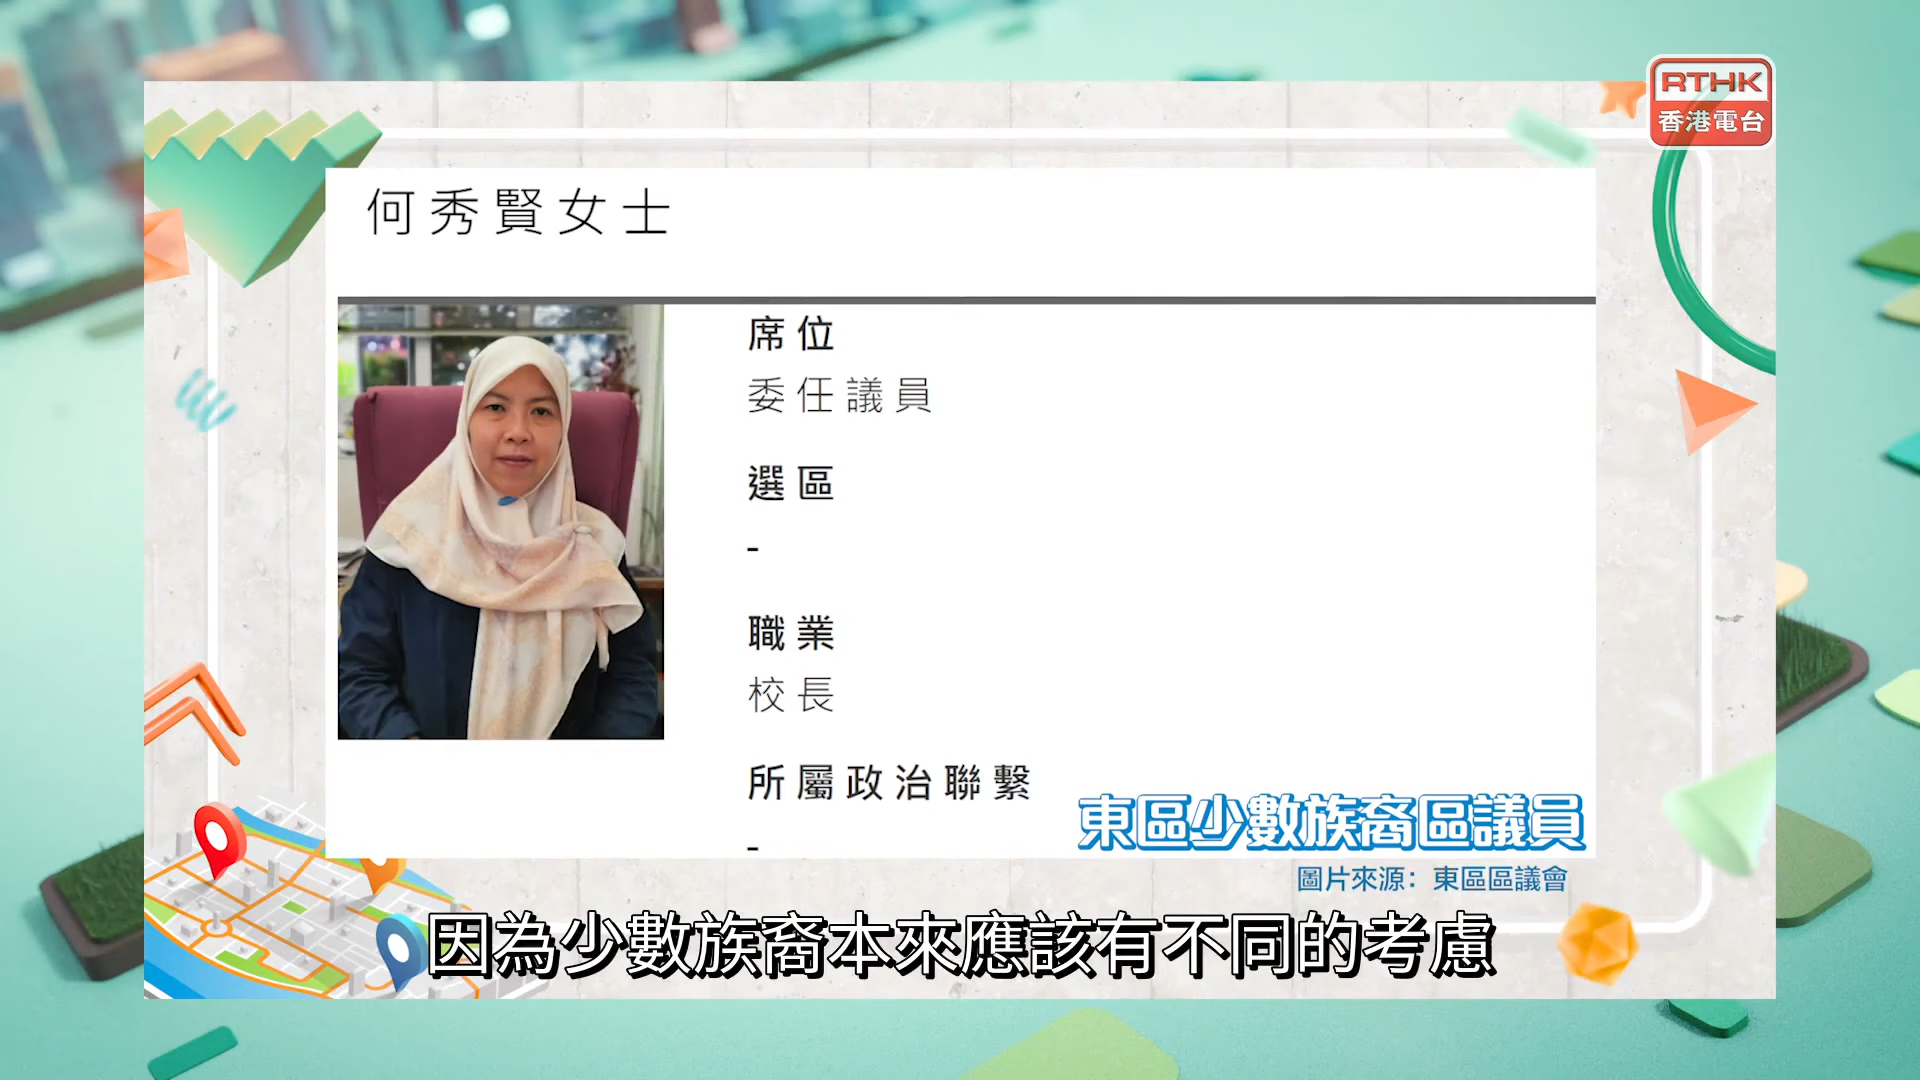 RTHK
香港電台
何秀賢女士
席位
委任議員
選區
-
職業
校長
所屬政治聯繫
-
東區少數族裔區議員
圖片來源：東區區議會
因為少數族裔本來應該有不同的考慮